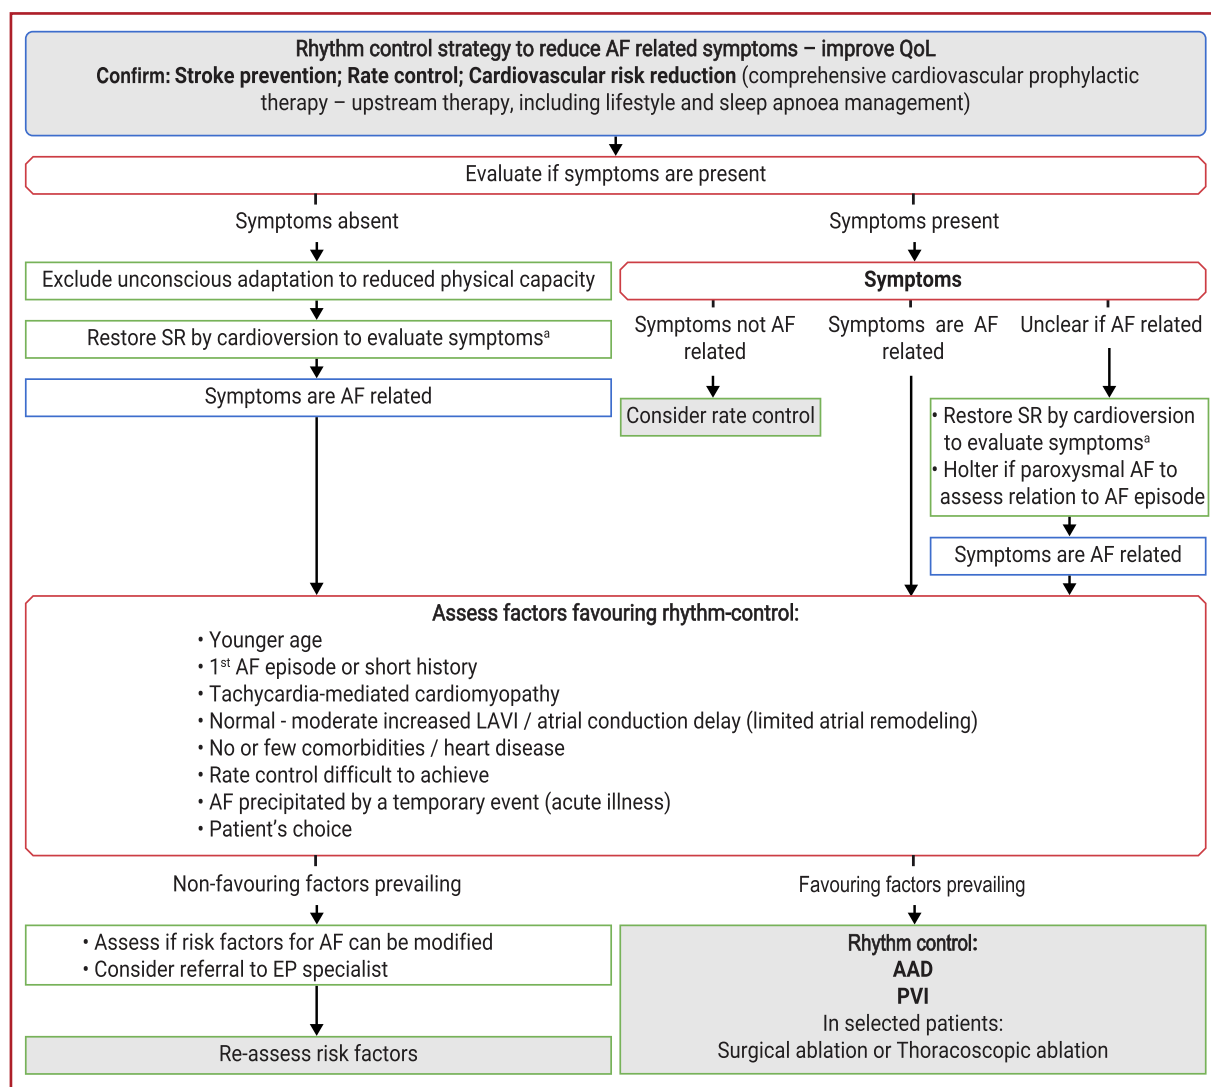 Rhythm control strategy to reduce AF related symptoms – improve QoL
Confirm: Stroke prevention; Rate control; Cardiovascular risk reduction (comprehensive cardiovascular prophylactic
therapy – upstream therapy, including lifestyle and sleep apnoea management)
Evaluate if symptoms are present
Symptoms absent
Symptoms present
Exclude unconscious adaptation to reduced physical capacity
Restore SR by cardioversion to evaluate symptomsᵃ
Symptoms are AF related
Symptoms
Symptoms not AF
related
Symptoms are AF
related
Unclear if AF related
Consider rate control
• Restore SR by cardioversion
to evaluate symptomsᵃ
• Holter if paroxysmal AF to
assess relation to AF episode
Symptoms are AF related
Assess factors favouring rhythm-control:
• Younger age
• 1ˢᵗ AF episode or short history
• Tachycardia-mediated cardiomyopathy
• Normal - moderate increased LAVI / atrial conduction delay (limited atrial remodeling)
• No or few comorbidities / heart disease
• Rate control difficult to achieve
• AF precipitated by a temporary event (acute illness)
• Patient’s choice
Non-favouring factors prevailing
Favouring factors prevailing
• Assess if risk factors for AF can be modified
• Consider referral to EP specialist
Re-assess risk factors
Rhythm control:
AAD
PVI
In selected patients:
Surgical ablation or Thoracoscopic ablation